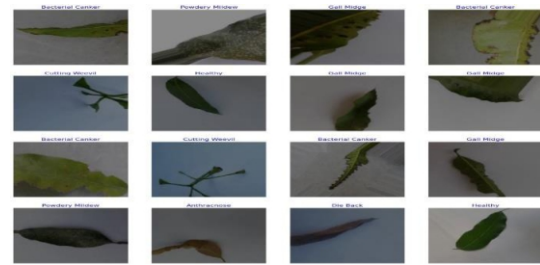 Bacterial Canker Powdery Mildew Gall Midge Bacterial Canker
Cutting Weevil Healthy Gall Midge Gall Midge
Bacterial Canker Cutting Weevil Bacterial Canker Gall Midge
Powdery Mildew Anthracnose Die Back Healthy